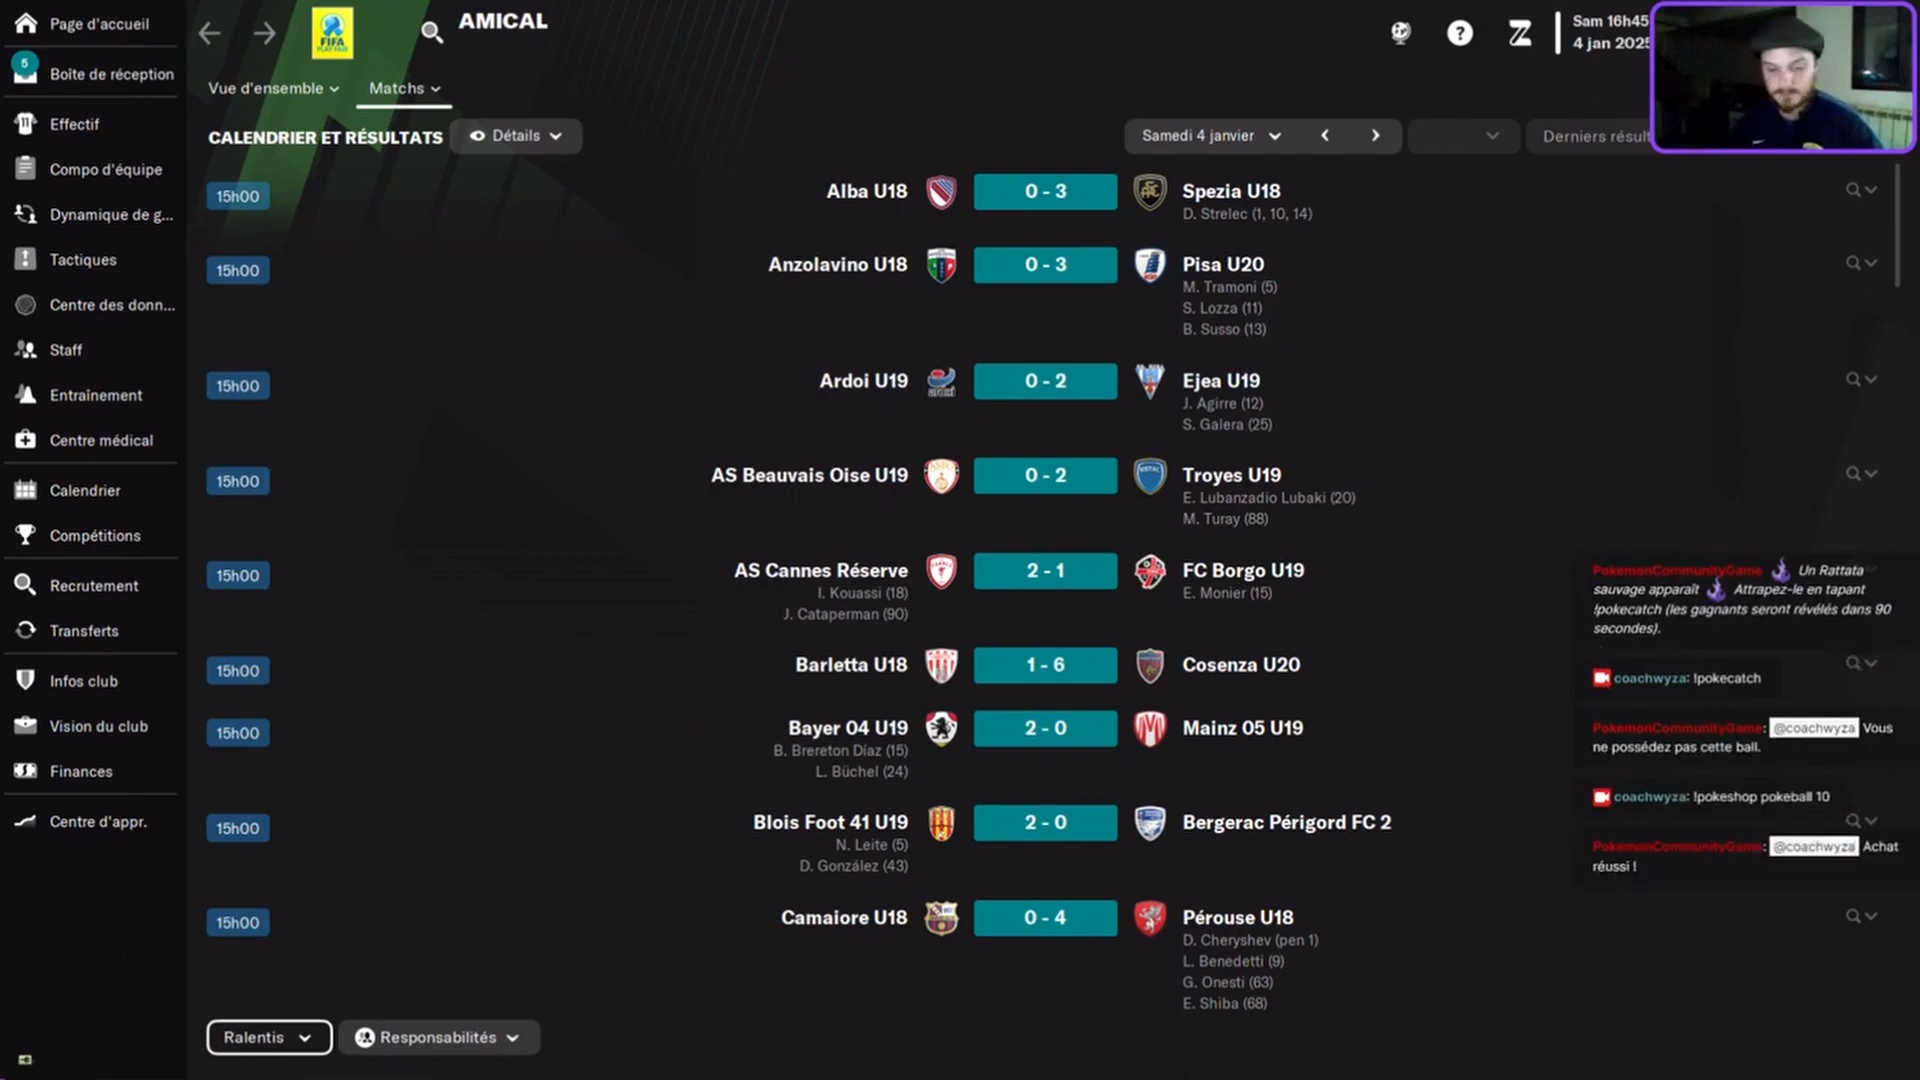 Page d'accueil
5
Boîte de réception
Effectif
Compo d'équipe
Dynamique de g...
Tactiques
Centre des donn...
Staff
Entraînement
Centre médical
Calendrier
Compétitions
Recrutement
Transferts
Infos club
Vision du club
Finances
Centre d'appr.
FIFA
AMICAL
Sam 16h45
4 jan 2025
Vue d'ensemble
Matchs
CALENDRIER ET RÉSULTATS
Détails
Samedi 4 janvier
Derniers résult
15h00 Alba U18 0 - 3 Spezia U18
D. Strelec (1, 10, 14)
15h00 Anzolavino U18 0 - 3 Pisa U20
M. Tramoni (5)
S. Lozza (11)
B. Susso (13)
15h00 Ardoi U19 0 - 2 Ejea U19
J. Agirre (12)
S. Galera (25)
15h00 AS Beauvais Oise U19 0 - 2 Troyes U19
E. Lubanzadio Lubaki (20)
M. Turay (88)
15h00 AS Cannes Réserve 2 - 1 FC Borgo U19
I. Kouassi (18) E. Monier (15)
J. Cataperman (90)
15h00 Barletta U18 1 - 6 Cosenza U20
15h00 Bayer 04 U19 2 - 0 Mainz 05 U19
B. Brereton Díaz (15)
L. Büchel (24)
15h00 Blois Foot 41 U19 2 - 0 Bergerac Périgord FC 2
N. Leite (5)
D. González (43)
15h00 Camaiore U18 0 - 4 Pérouse U18
D. Cheryshev (pen 1)
L. Benedetti (9)
G. Onesti (63)
E. Shiba (68)
PokemonCommunityGame Un Rattata
sauvage apparaît Attrapez-le en tapant
!pokecatch (les gagnants seront révélés dans 90
secondes).
coachwyza: !pokecatch
PokemonCommunityGame: @coachwyza Vous
ne possédez pas cette ball.
coachwyza: !pokeshop pokeball 10
PokemonCommunityGame: @coachwyza Achat
réussi !
Ralentis
Responsabilités